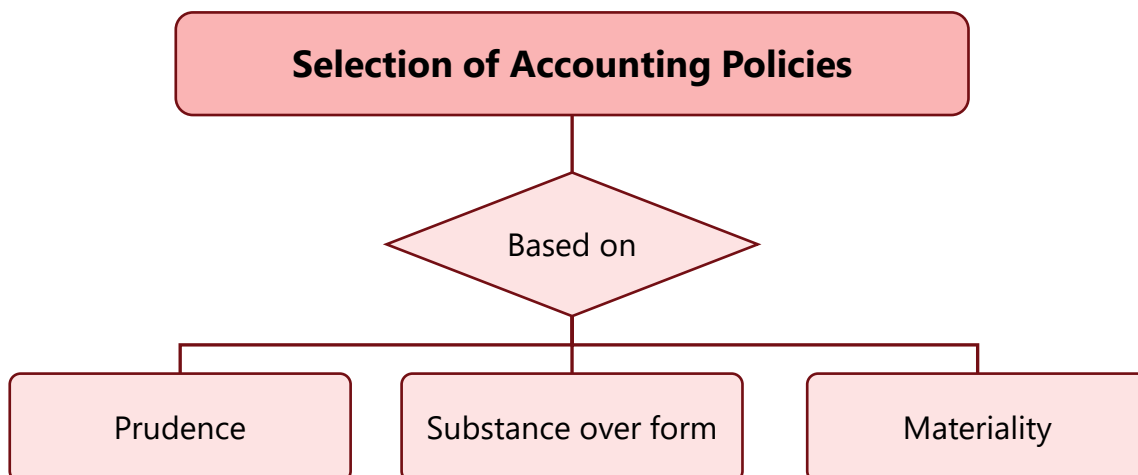 Selection of Accounting Policies
Based on
Prudence
Substance over form
Materiality